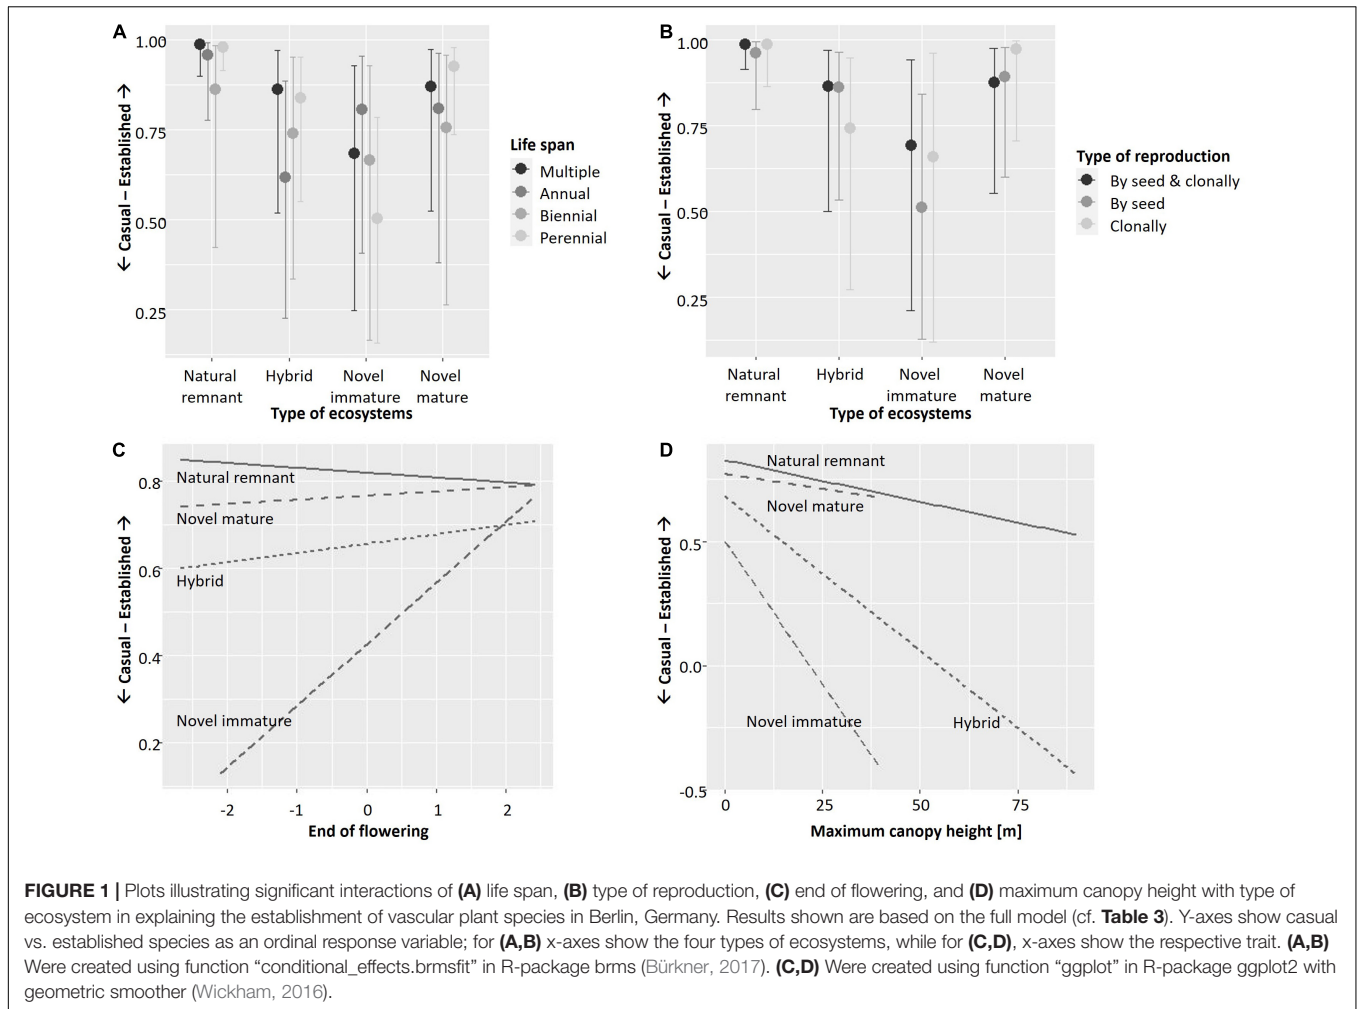 A
1.00
0.75
0.50
0.25
← Casual – Established →
Natural remnant
Hybrid
Novel immature
Novel mature
Type of ecosystems
Life span
Multiple
Annual
Biennial
Perennial
B
1.00
0.75
0.50
0.25
← Casual – Established →
Natural remnant
Hybrid
Novel immature
Novel mature
Type of ecosystems
Type of reproduction
By seed & clonally
By seed
Clonally
C
0.8
0.6
0.4
0.2
← Casual – Established →
Natural remnant
Novel mature
Hybrid
Novel immature
-2
-1
0
1
2
End of flowering
D
0.5
0.0
-0.5
← Casual – Established →
Natural remnant
Novel mature
Novel immature
Hybrid
0
25
50
75
Maximum canopy height [m]
FIGURE 1 | Plots illustrating significant interactions of (A) life span, (B) type of reproduction, (C) end of flowering, and (D) maximum canopy height with type of
ecosystem in explaining the establishment of vascular plant species in Berlin, Germany. Results shown are based on the full model (cf. Table 3). Y-axes show casual
vs. established species as an ordinal response variable; for (A,B) x-axes show the four types of ecosystems, while for (C,D), x-axes show the respective trait. (A,B)
Were created using function “conditional_effects.brmsfit” in R-package brms (Bürkner, 2017). (C,D) Were created using function “ggplot” in R-package ggplot2 with
geometric smoother (Wickham, 2016).